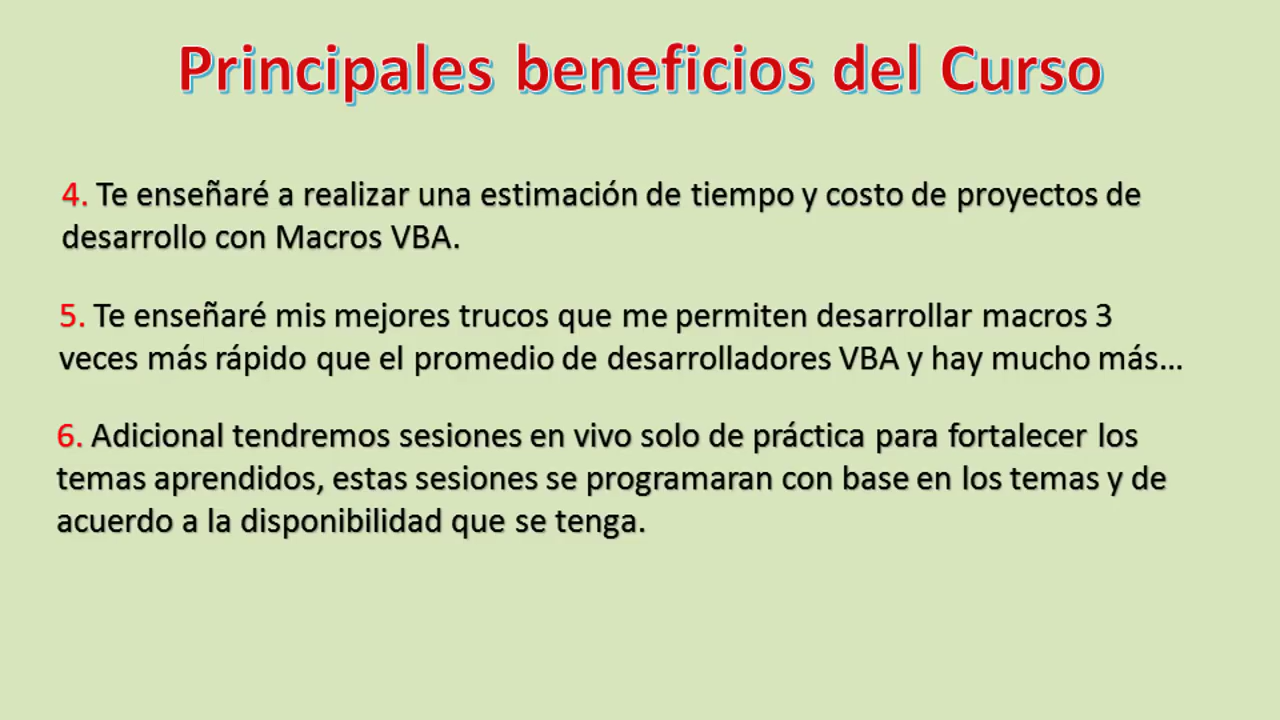 Principales beneficios del Curso
4. Te enseñaré a realizar una estimación de tiempo y costo de proyectos de
desarrollo con Macros VBA.
5. Te enseñaré mis mejores trucos que me permiten desarrollar macros 3
veces más rápido que el promedio de desarrolladores VBA y hay mucho más...
6. Adicional tendremos sesiones en vivo solo de práctica para fortalecer los
temas aprendidos, estas sesiones se programaran con base en los temas y de
acuerdo a la disponibilidad que se tenga.